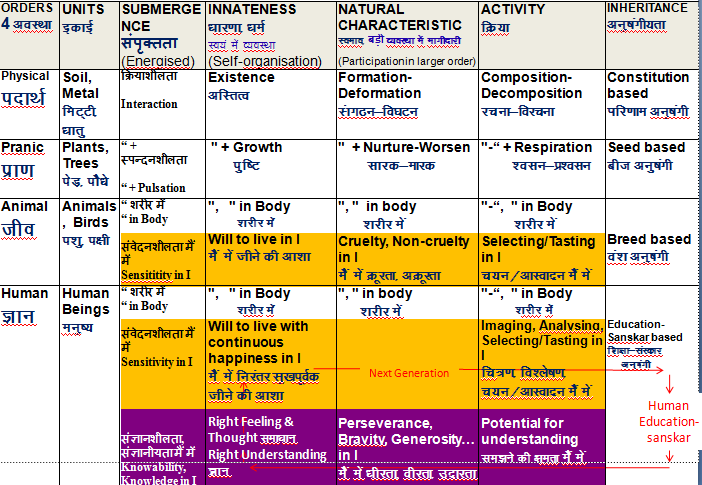 ORDERS
4 अवस्था
UNITS
इकाई
SUBMERGE
NCE
संपृक्तता
(Energised)
INNATENESS
धारणा, धर्म
स्वयं में व्यवस्था
(Self-organisation)
NATURAL
CHARACTERISTIC
स्वभाव, बड़ी व्यवस्था में भागीदारी
(Participation in larger order)
ACTIVITY
क्रिया
INHERITANCE
अनुषंगीयता
Physical
पदार्थ
Soil,
Metal
मिट्टी,
धातु
क्रियाशीलता
Interaction
Existence
अस्तित्व
Formation-
Deformation
संगठन–विघटन
Composition-
Decomposition
रचना–विरचना
Constitution
based
परिणाम अनुषंगी
Pranic
प्राण
Plants,
Trees
पेड़, पौधे
“ +
स्पन्दनशीलता
“ + Pulsation
" + Growth
पुष्टि
" + Nurture-Worsen
सारक–मारक
"-“ + Respiration
श्वसन–प्रश्वसन
Seed based
बीज अनुषंगी
Animal
जीव
Animals
, Birds
पशु, पक्षी
“ शरीर में
“ in Body
", " in Body
शरीर में
", " in body
शरीर में
"-“, " in Body
शरीर में
संवेदनशीलता मैं
में
Sensititity in I
Will to live in I
मैं में जीने की आशा
Cruelty, Non-cruelty
in I
मैं में क्रूरता, अक्रूरता
Selecting/Tasting
in I
चयन/आस्वादन मैं में
Breed based
वंश अनुषंगी
Human
ज्ञान
Human
Beings
मनुष्य
“ शरीर में
“ in Body
", " in Body
शरीर में
", " in body
शरीर में
"-“, " in Body
शरीर में
संवेदनशीलता मैं
में
Sensitivity in I
Will to live with
continuous
happiness in I
मैं में निरंतर सुखपूर्वक
जीने की आशा
Next Generation
Imaging, Analvsing,
Selecting/Tasting in
I
चित्रण, विश्लेषण,
चयन/आस्वादन मैं में
Education-
Sanskar based
शिक्षा–संस्कार
अनुषंगी
Human
Education-
sanskar
संज्ञानशीलता,
संज्ञानीयता मैं में
Knowability,
Knowledge in I
Right Feeling &
Thought समाधान
Right Understanding
ज्ञान
Perseverance,
Bravity, Generosity...
in I
मैं में धीरता, वीरता, उदारता
Potential for
understanding
समझने की क्षमता मैं में